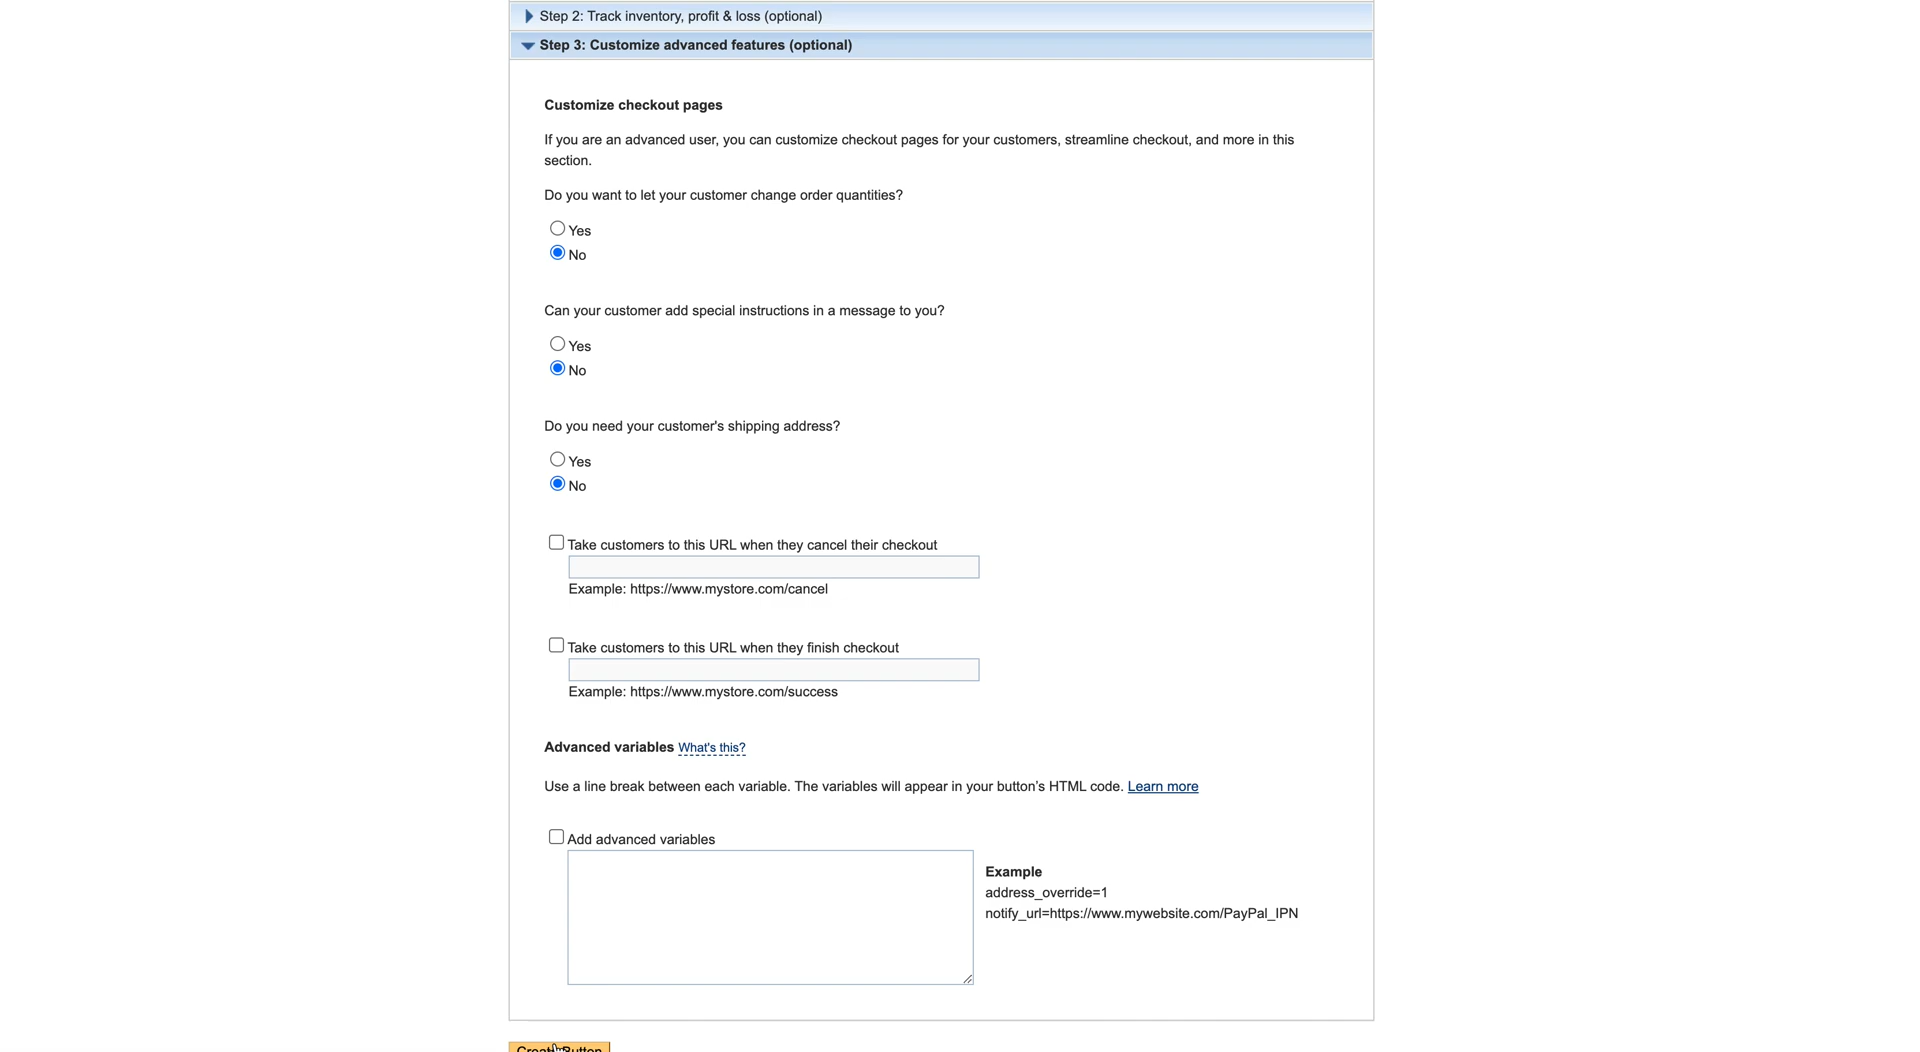 Step 2: Track inventory, profit & loss (optional)
Step 3: Customize advanced features (optional)
Customize checkout pages
If you are an advanced user, you can customize checkout pages for your customers, streamline checkout, and more in this
section.
Do you want to let your customer change order quantities?
Yes
No
Can your customer add special instructions in a message to you?
Yes
No
Do you need your customer's shipping address?
Yes
No
Take customers to this URL when they cancel their checkout
Example: https://www.mystore.com/cancel
Take customers to this URL when they finish checkout
Example: https://www.mystore.com/success
Advanced variables What's this?
Use a line break between each variable. The variables will appear in your button's HTML code. Learn more
Add advanced variables
Example
address_override=1
notify_url=https://www.mywebsite.com/PayPal_IPN
Create Button